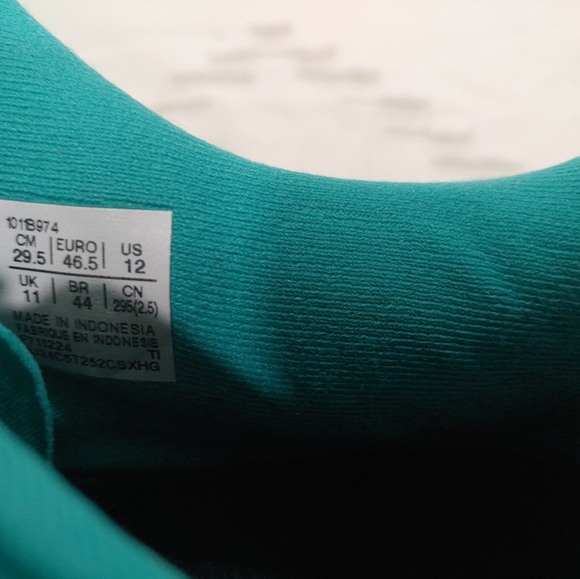 1011B974
CM EURO US
29.5 46.5 12
UK BR CN
11 44 295(2.5)
MADE IN INDONESIA
FABRIQUE EN INDONESIE
TI